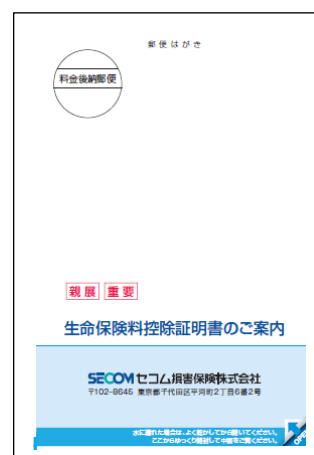 郵便はがき
料金後納郵便
親展 重要
生命保険料控除証明書のご案内
SECOM セコム損害保険株式会社
〒102-8645 東京都千代田区平河町2丁目6番2号
水に濡れた場合は、よく乾かしてから開いてください。
ここからゆっくり開封して中面をご覧ください。
OPEN